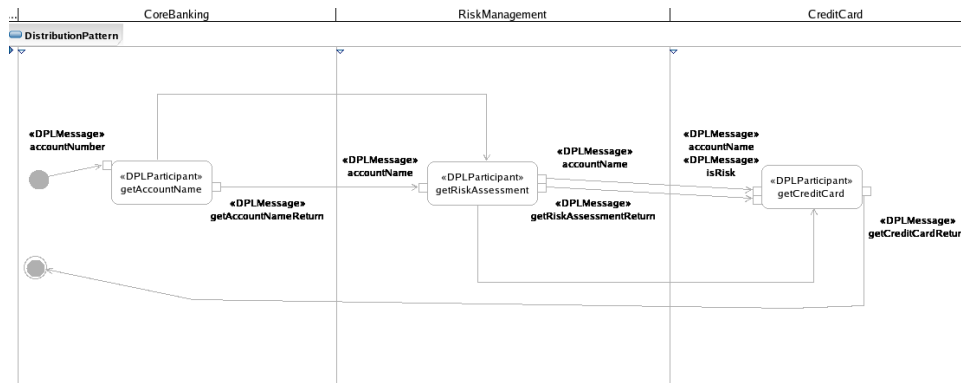 ...
CoreBanking
RiskManagement
CreditCard
DistributionPattern
«DPLMessage»
accountNumber
«DPLParticipant»
getAccountName
«DPLMessage»
getAccountNameReturn
«DPLMessage»
accountName
«DPLParticipant»
getRiskAssessment
«DPLMessage»
accountName
«DPLMessage»
getRiskAssessmentReturn
«DPLMessage»
accountName
«DPLMessage»
isRisk
«DPLParticipant»
getCreditCard
«DPLMessage»
getCreditCardRetur